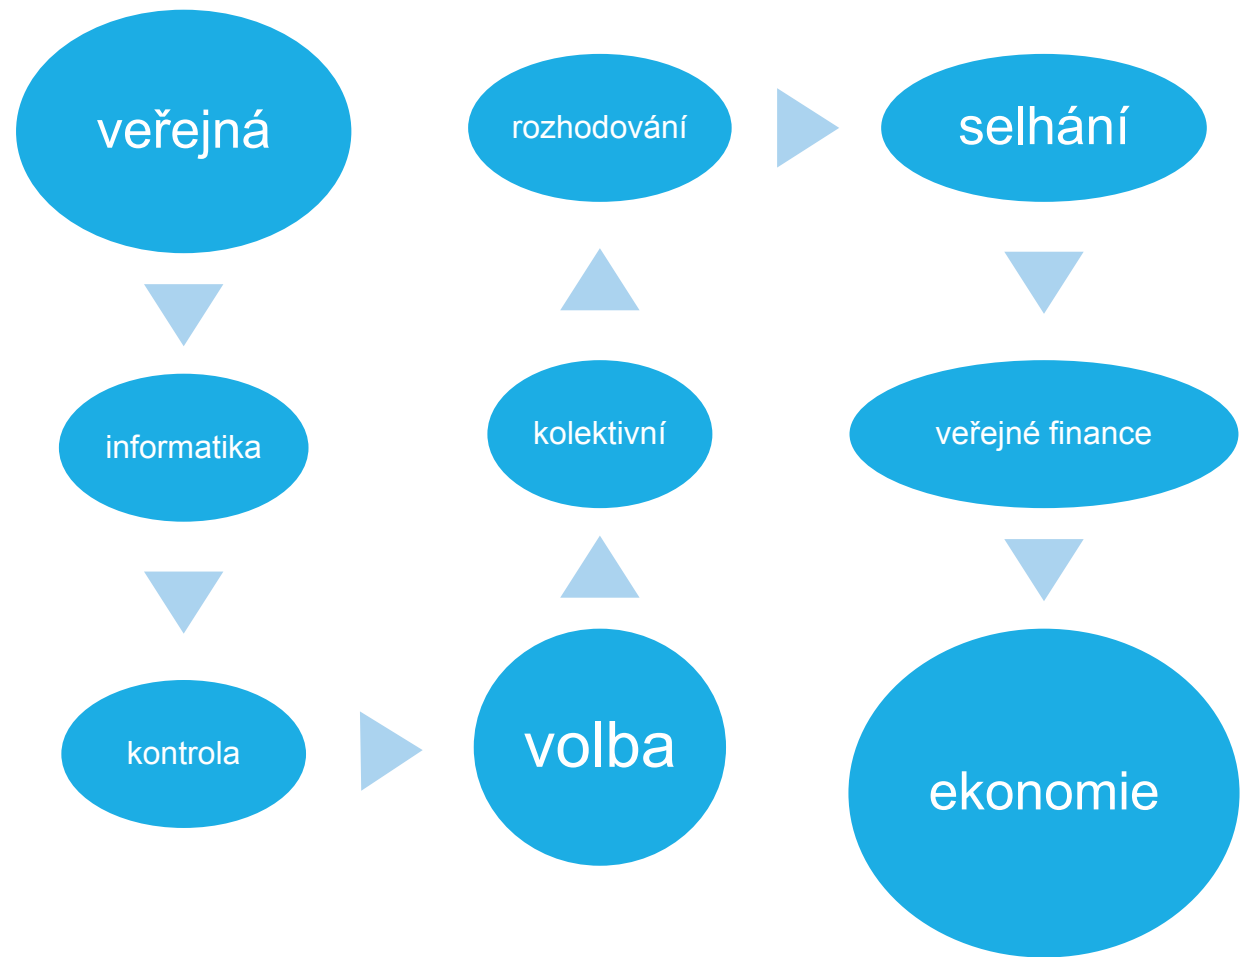 veřejná
informatika
kontrola
volba
kolektivní
rozhodování
selhání
veřejné finance
ekonomie